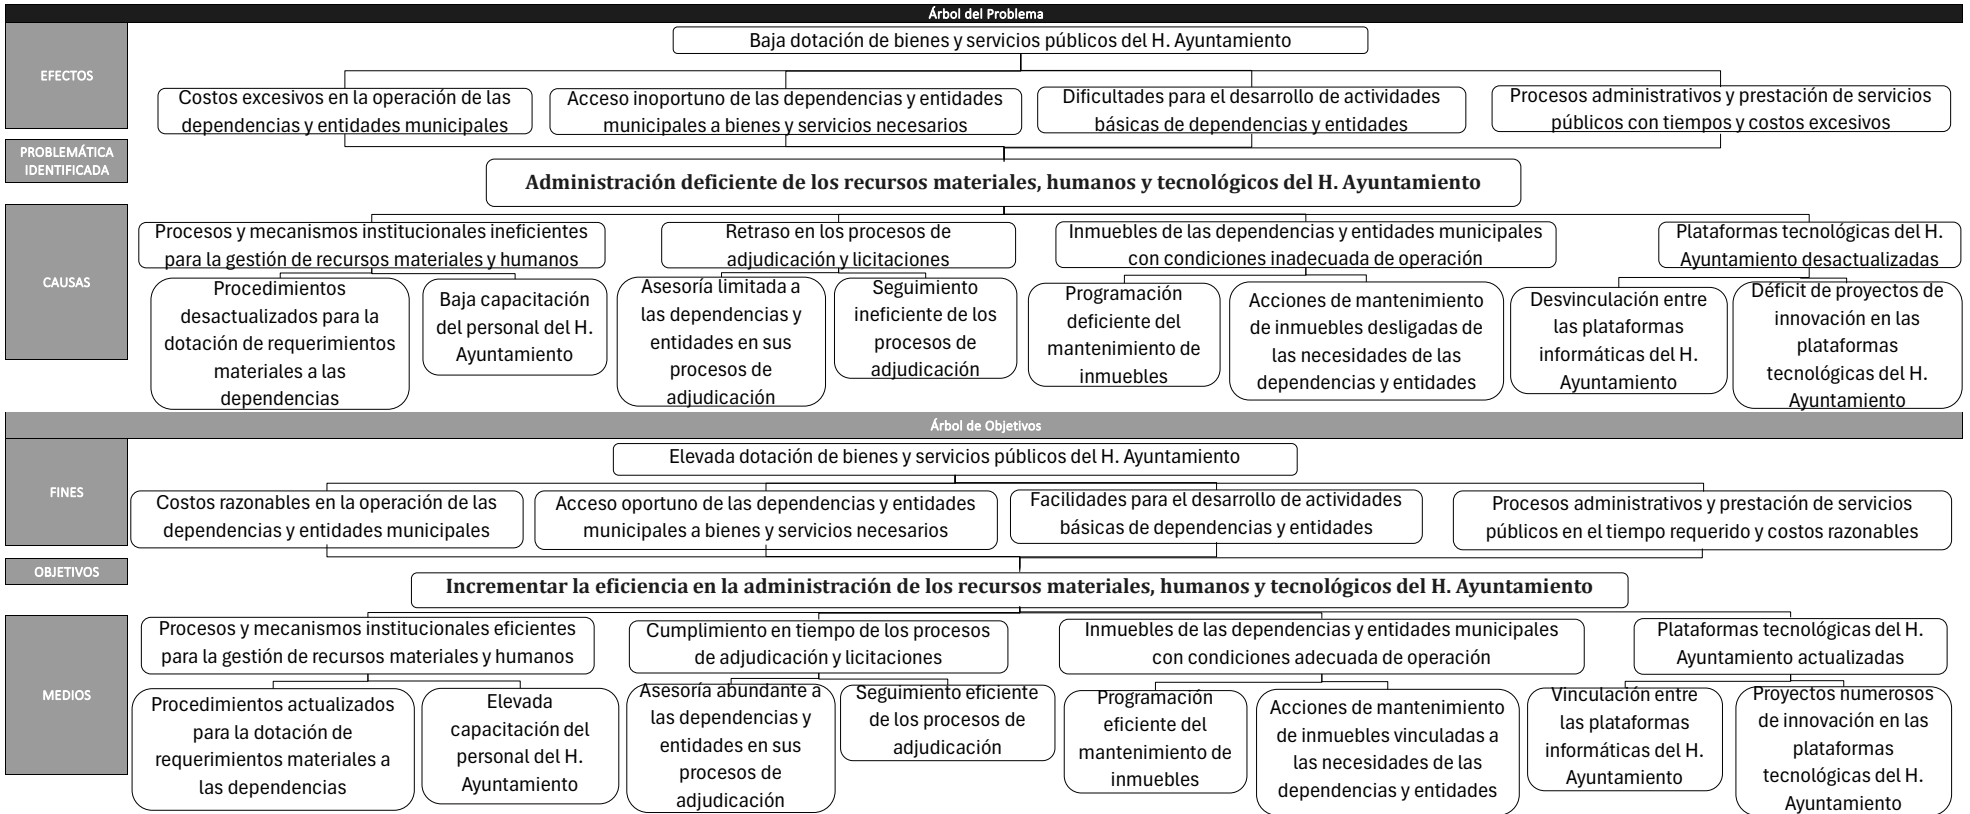 Árbol del Problema
EFECTOS
Baja dotación de bienes y servicios públicos del H. Ayuntamiento
Costos excesivos en la operación de las
dependencias y entidades municipales
Acceso inoportuno de las dependencias y entidades
municipales a bienes y servicios necesarios
Dificultades para el desarrollo de actividades
básicas de dependencias y entidades
Procesos administrativos y prestación de servicios
públicos con tiempos y costos excesivos
PROBLEMÁTICA
IDENTIFICADA
Administración deficiente de los recursos materiales, humanos y tecnológicos del H. Ayuntamiento
CAUSAS
Procesos y mecanismos institucionales ineficientes
para la gestión de recursos materiales y humanos
Retraso en los procesos de
adjudicación y licitaciones
Inmuebles de las dependencias y entidades municipales
con condiciones inadecuada de operación
Plataformas tecnológicas del H.
Ayuntamiento desactualizadas
Procedimientos
desactualizados para la
dotación de requerimientos
materiales a las
dependencias
Baja capacitación
del personal del H.
Ayuntamiento
Asesoría limitada a
las dependencias y
entidades en sus
procesos de
adjudicación
Seguimiento
ineficiente de los
procesos de
adjudicación
Programación
deficiente del
mantenimiento de
inmuebles
Acciones de mantenimiento
de inmuebles desligadas de
las necesidades de las
dependencias y entidades
Desvinculación entre
las plataformas
informáticas del H.
Ayuntamiento
Déficit de proyectos de
innovación en las
plataformas
tecnológicas del H.
Ayuntamiento
Árbol de Objetivos
FINES
Elevada dotación de bienes y servicios públicos del H. Ayuntamiento
Costos razonables en la operación de las
dependencias y entidades municipales
Acceso oportuno de las dependencias y entidades
municipales a bienes y servicios necesarios
Facilidades para el desarrollo de actividades
básicas de dependencias y entidades
Procesos administrativos y prestación de servicios
públicos en el tiempo requerido y costos razonables
OBJETIVOS
Incrementar la eficiencia en la administración de los recursos materiales, humanos y tecnológicos del H. Ayuntamiento
MEDIOS
Procesos y mecanismos institucionales eficientes
para la gestión de recursos materiales y humanos
Cumplimiento en tiempo de los procesos
de adjudicación y licitaciones
Inmuebles de las dependencias y entidades municipales
con condiciones adecuada de operación
Plataformas tecnológicas del H.
Ayuntamiento actualizadas
Procedimientos actualizados
para la dotación de
requerimientos materiales a
las dependencias
Elevada
capacitación del
personal del H.
Ayuntamiento
Asesoría abundante a
las dependencias y
entidades en sus
procesos de
adjudicación
Seguimiento eficiente
de los procesos de
adjudicación
Programación
eficiente del
mantenimiento de
inmuebles
Acciones de mantenimiento
de inmuebles vinculadas a
las necesidades de las
dependencias y entidades
Vinculación entre
las plataformas
informáticas del H.
Ayuntamiento
Proyectos numerosos
de innovación en las
plataformas
tecnológicas del H.
Ayuntamiento